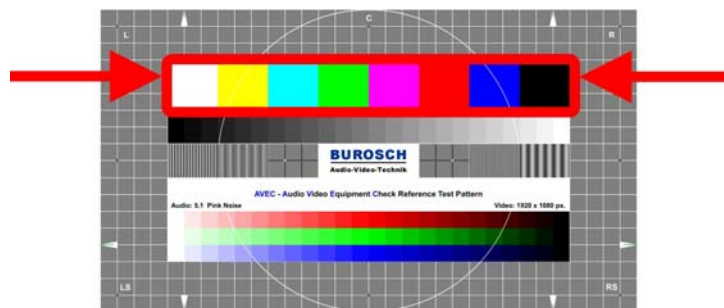 C
L
R
BUROSCH
Audio-Video-Technik
AVEC - Audio Video Equipment Check Reference Test Pattern
Audio: 5.1 Pink Noise
Video: 1920 x 1080 px.
LS
RS